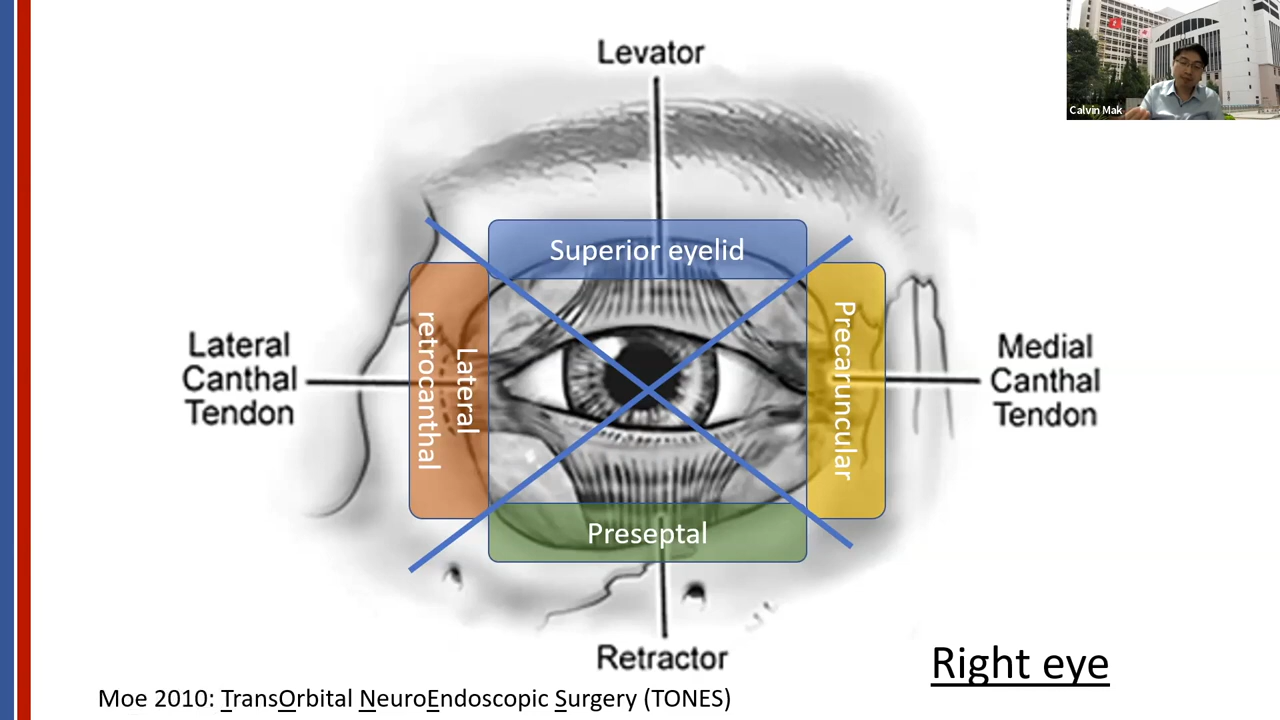 Levator
Calvin Mak
Superior eyelid
Lateral
Canthal
Tendon
Lateral
retrocanthal
Precaruncular
Medial
Canthal
Tendon
Preseptal
Retractor
Right eye
Moe 2010: TransOrbital NeuroEndoscopic Surgery (TONES)